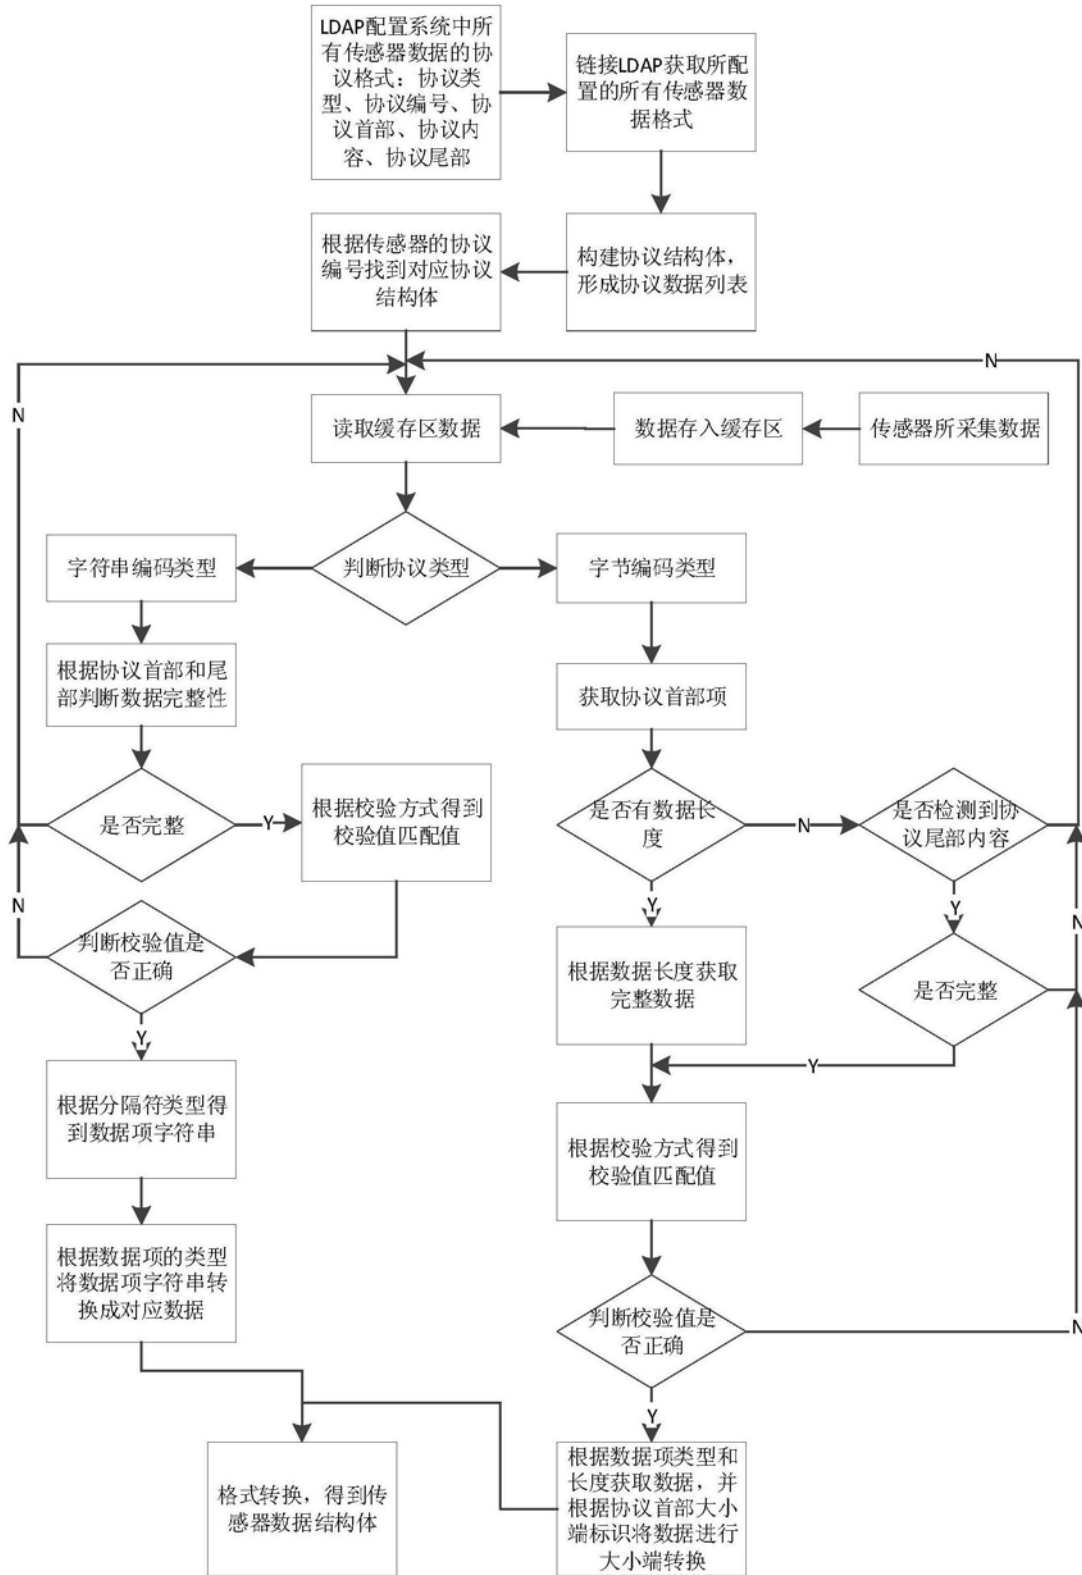 LDAP配置系统中所
有传感器数据的协
议格式：协议类
型、协议编号、协
议首部、协议内
容、协议尾部
链接LDAP获取所配
置的所有传感器数
据格式
根据传感器的协议
编号找到对应协议
结构体
构建协议结构体，
形成协议数据列表
N
N
读取缓存区数据
数据存入缓存区
传感器所采集数据
字符串编码类型
判断协议类型
字节编码类型
根据协议首部和尾
部判断数据完整性
获取协议首部项
是否完整
Y
根据校验方式得到
校验值匹配值
是否有数据长
度
N
是否检测到协
议尾部内容
N
Y
Y
N
判断校验值是
否正确
根据数据长度获取
完整数据
是否完整
Y
Y
根据分隔符类型得
到数据项字符串
根据校验方式得到
校验值匹配值
根据数据项的类型
将数据项字符串转
换成对应数据
判断校验值是
否正确
N
Y
格式转换，得到传
感器数据结构体
根据数据项类型和
长度获取数据，并
根据协议首部大小
端标识将数据进行
大小端转换